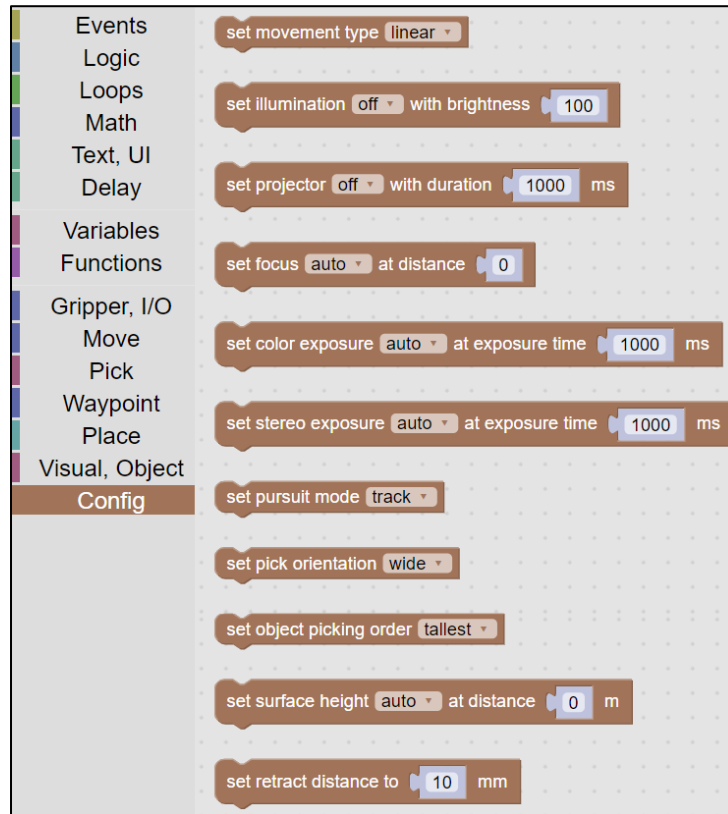 Events
Logic
Loops
Math
Text, UI
Delay
Variables
Functions
Gripper, I/O
Move
Pick
Waypoint
Place
Visual, Object
Config
set movement type linear
set illumination off with brightness 100
set projector off with duration 1000 ms
set focus auto at distance 0
set color exposure auto at exposure time 1000 ms
set stereo exposure auto at exposure time 1000 ms
set pursuit mode track
set pick orientation wide
set object picking order tallest
set surface height auto at distance 0 m
set retract distance to 10 mm